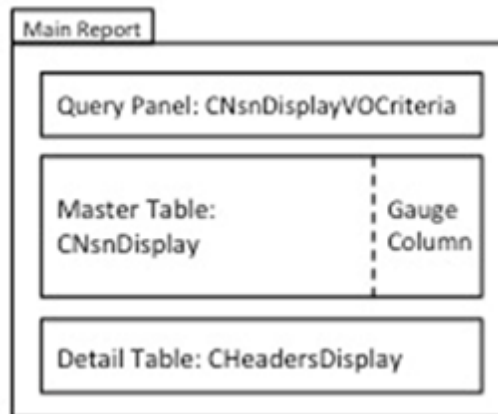 Main Report
Query Panel: CNsnDisplayVOCriteria
Master Table:
CNsnDisplay
Gauge
Column
Detail Table: CHeadersDisplay